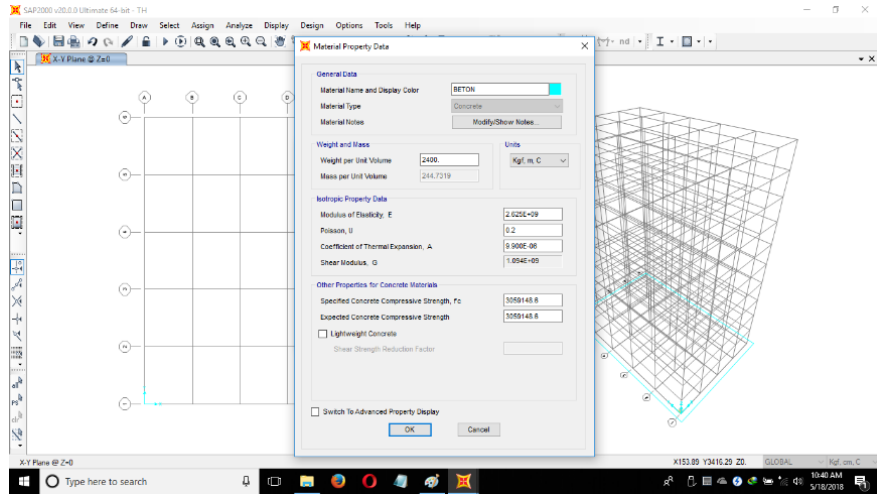 SAP2000 v20.0.0 Ultimate 64-bit - TH
File Edit View Define Draw Select Assign Analyze Display Design Options Tools Help
nd
X-Y Plane @ Z=0
Material Property Data
General Data
Material Name and Display Color BETON
Material Type Concrete
Material Notes Modify/Show Notes...
Weight and Mass Units
Weight per Unit Volume 2400. Kgf, m, C
Mass per Unit Volume 244.7319
Isotropic Property Data
Modulus of Elasticity, E 2.625E+09
Poisson, U 0.2
Coefficient of Thermal Expansion, A 9.900E-06
Shear Modulus, G 1.094E+09
Other Properties for Concrete Materials
Specified Concrete Compressive Strength, f'c 3059148.6
Expected Concrete Compressive Strength 3059148.6
Lightweight Concrete
Shear Strength Reduction Factor
Switch To Advanced Property Display
OK Cancel
A B C D
X-Y Plane @ Z=0 X153.89 Y3416.29 Z0. GLOBAL Kgf, cm, C
Type here to search
10:40 AM
5/18/2018